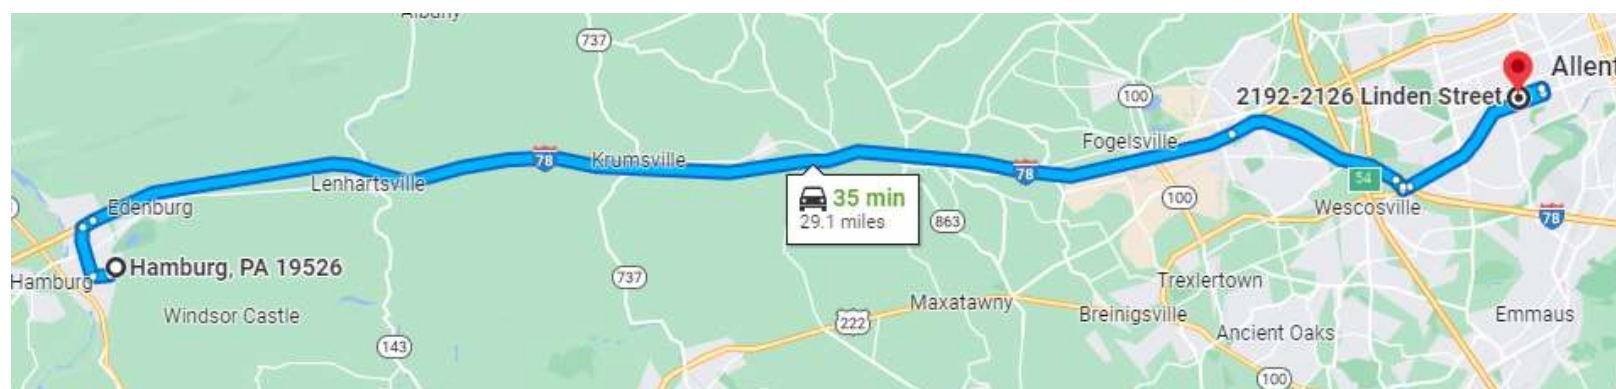 Albany
737
100
2192-2126 Linden Street
Allent
Fogelsville
78
Krumsville
Lenhartsville
35 min
29.1 miles
78
54
100
Wescosville
Edenburg
863
78
Hamburg, PA 19526
Hamburg
737
Trexlertown
Windsor Castle
Maxatawny
Breinigsville
Emmaus
222
Ancient Oaks
143
100